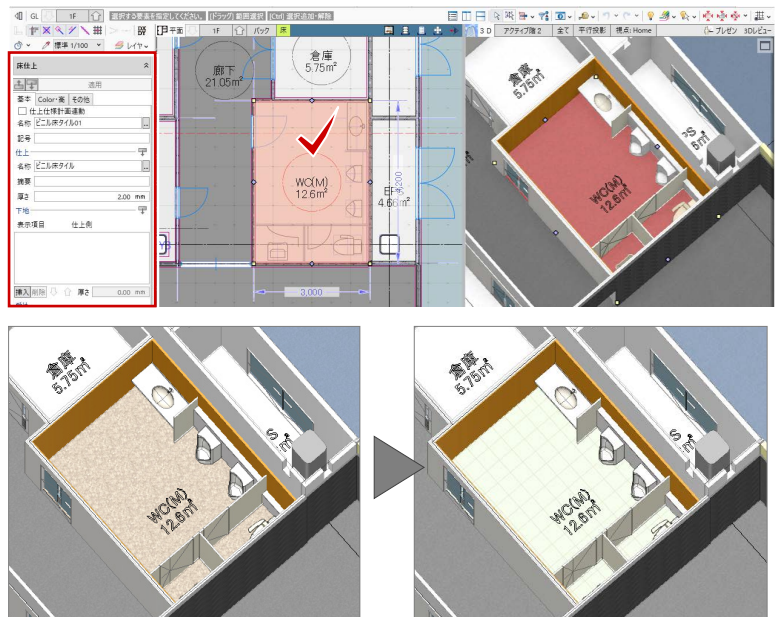 GL 1F 選択する要素を指定してください。 [ドラッグ] 範囲選択 [Ctrl] 選択追加・解除
標準 1/100 レイヤ
平面 1F バック 床
3 D アクティブ階 2 全て 平行投影 視点: Home プレゼン 3Dビュー
床仕上
適用
基本 Color・高 その他
仕上仕様計画連動
名称 ビニル床タイル01 ...
記号
仕上
名称 ビニル床タイル ...
摘要
厚さ 2.00 mm
下地
表示項目 仕上側
挿入 削除 厚さ 0.00 mm
廊下
21.05㎡
倉庫
5.75㎡
WC(M)
12.6㎡
3,200
4.66㎡
3,000
倉庫
5.75㎡
WC(M)
倉庫
5.75㎡
WC(M)
12.6㎡
倉庫
5.75㎡
WC(M)
12.6㎡